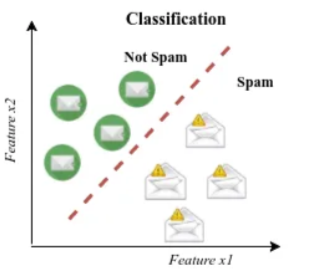 Classification
Not Spam
Spam
Feature x2
Feature x1